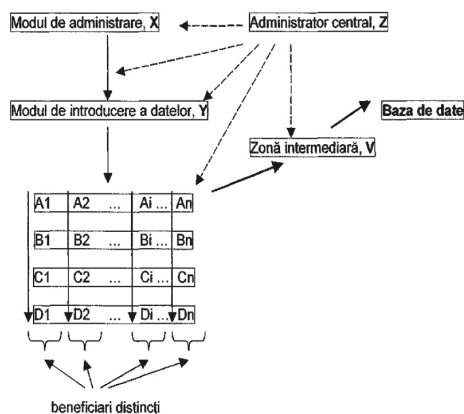 Modul de administrare, X
Administrator central, Z
Modul de introducere a datelor, Y
Baza de date
Zonă intermediară, V
A1 A2 ... Ai ... An
B1 B2 ... Bi ... Bn
C1 C2 ... Ci ... Cn
D1 D2 ... Di ... Dn
beneficiari distincți